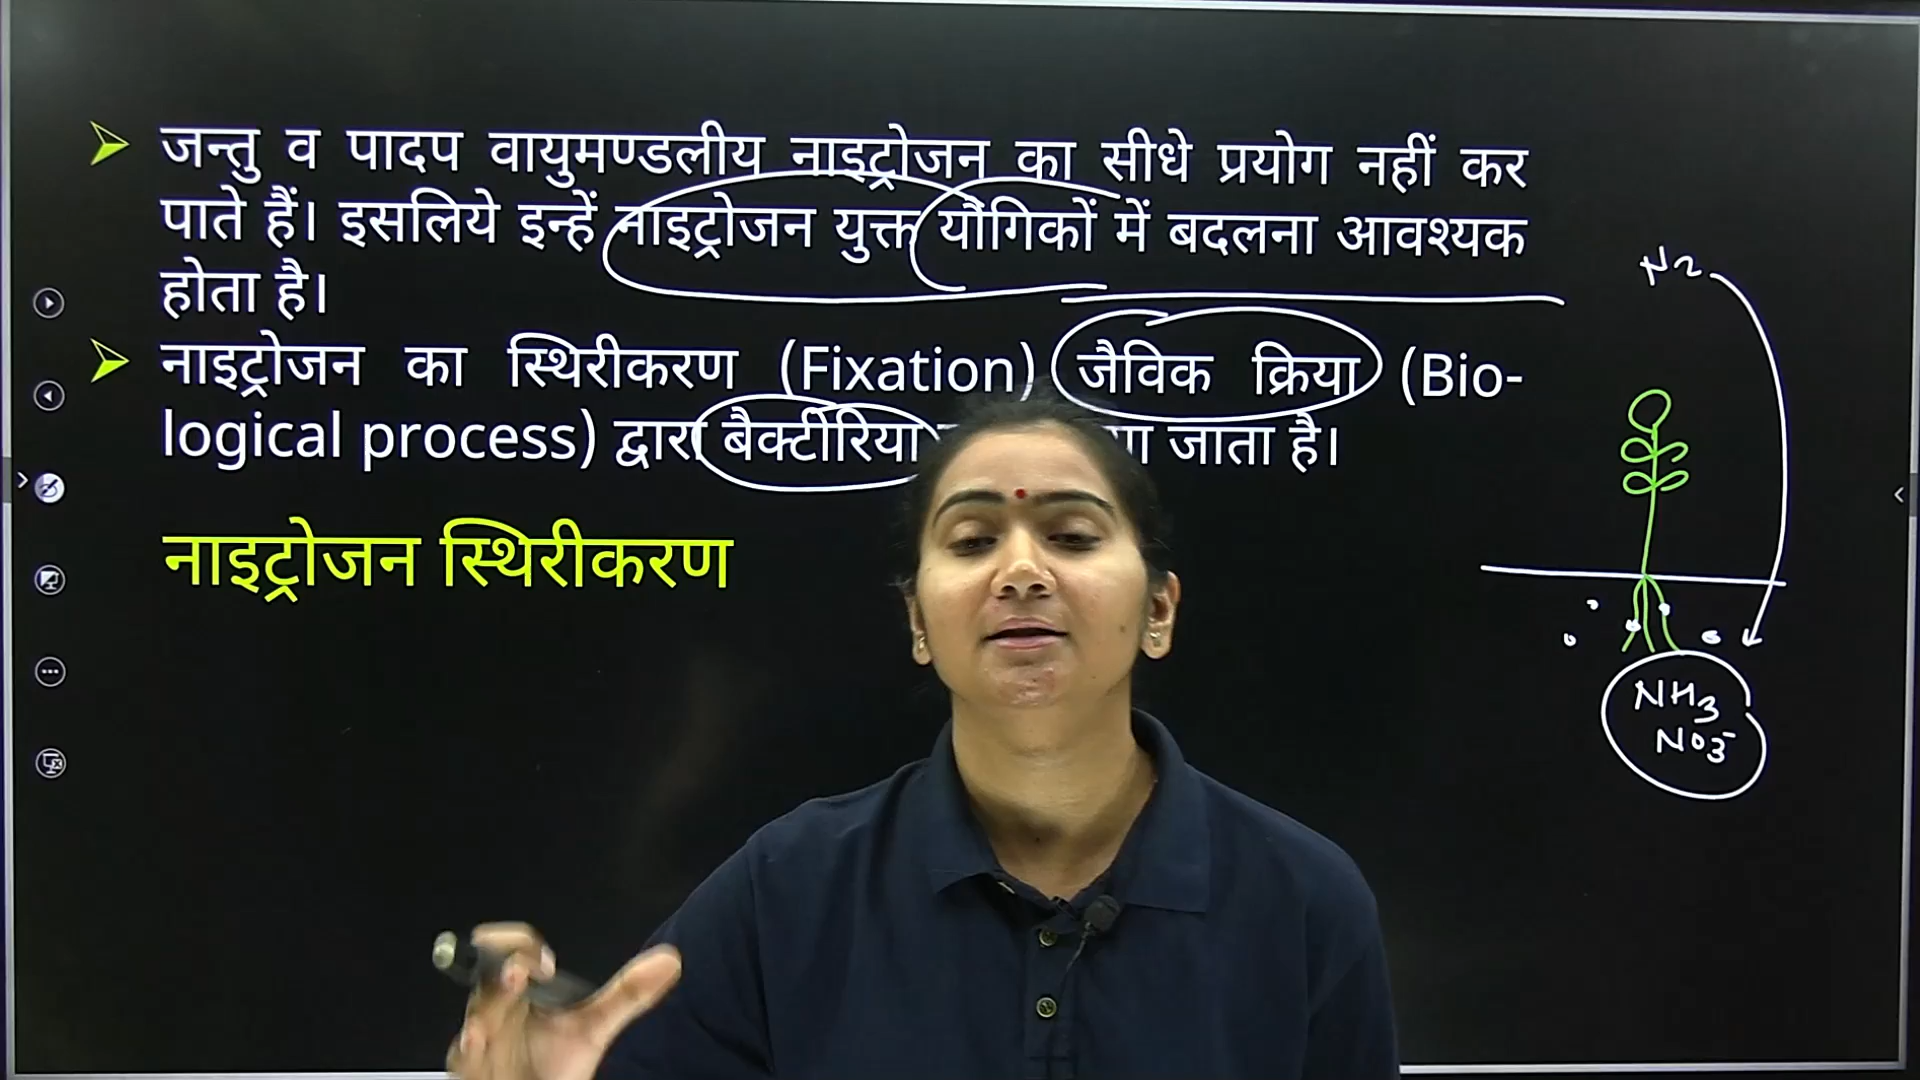 जन्तु व पादप वायुमण्डलीय नाइट्रोजन का सीधे प्रयोग नहीं कर
पाते हैं। इसलिये इन्हें नाइट्रोजन युक्त यौगिकों में बदलना आवश्यक
होता है।
नाइट्रोजन का स्थिरीकरण (Fixation) जैविक क्रिया (Bio-
logical process) द्वारा बैक्टीरिया जाता है।
नाइट्रोजन स्थिरीकरण
N2
NH3
NO3-